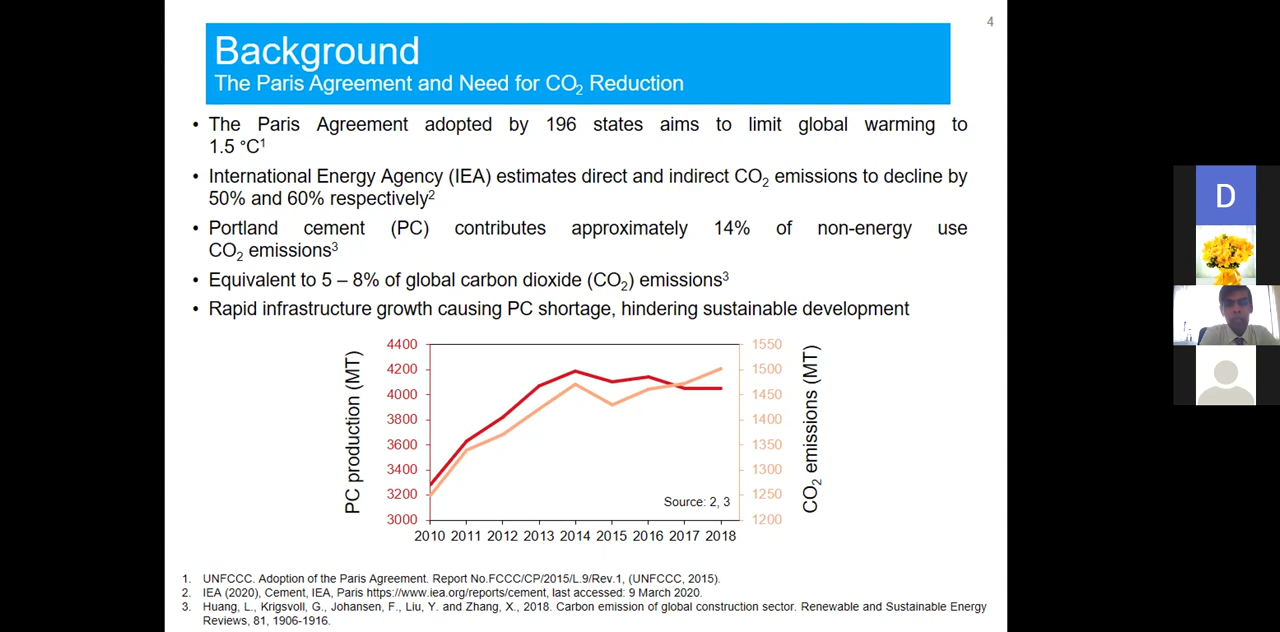 4
Background
The Paris Agreement and Need for CO₂ Reduction
• The Paris Agreement adopted by 196 states aims to limit global warming to
1.5 °C¹
• International Energy Agency (IEA) estimates direct and indirect CO₂ emissions to decline by
50% and 60% respectively²
• Portland cement (PC) contributes approximately 14% of non-energy use
CO₂ emissions³
• Equivalent to 5 – 8% of global carbon dioxide (CO₂) emissions³
• Rapid infrastructure growth causing PC shortage, hindering sustainable development
PC production (MT)
4400
4200
4000
3800
3600
3400
3200
3000
1550
1500
1450
1400
1350
1300
1250
1200
CO₂ emissions (MT)
Source: 2, 3
2010 2011 2012 2013 2014 2015 2016 2017 2018
1. UNFCCC. Adoption of the Paris Agreement. Report No.FCCC/CP/2015/L.9/Rev.1, (UNFCCC, 2015).
2. IEA (2020), Cement, IEA, Paris https://www.iea.org/reports/cement, last accessed: 9 March 2020.
3. Huang, L., Krigsvoll, G., Johansen, F., Liu, Y. and Zhang, X., 2018. Carbon emission of global construction sector. Renewable and Sustainable Energy
Reviews, 81, 1906-1916.
D